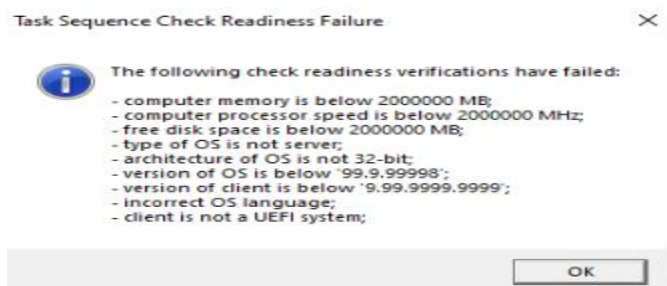 Task Sequence Check Readiness Failure
The following check readiness verifications have failed:
- computer memory is below 2000000 MB;
- computer processor speed is below 2000000 MHz;
- free disk space is below 2000000 MB;
- type of OS is not server;
- architecture of OS is not 32-bit;
- version of OS is below '99.9.99998';
- version of client is below '9.99.9999.9999';
- incorrect OS language;
- client is not a UEFI system;
OK